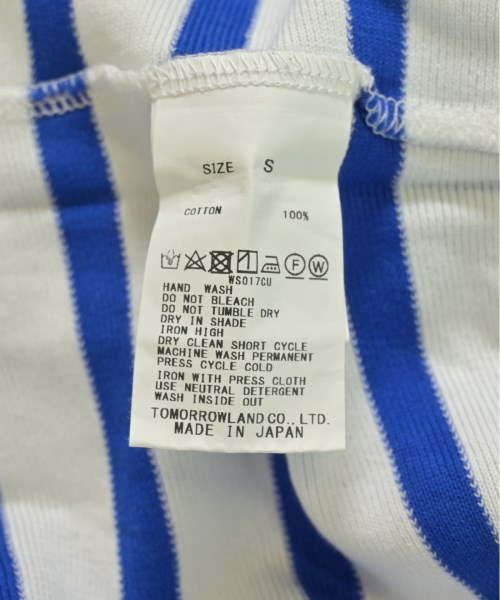 SIZE S
COTTON 100%
F W
WS017CU
HAND WASH
DO NOT BLEACH
DO NOT TUMBLE DRY
DRY IN SHADE
IRON HIGH
DRY CLEAN SHORT CYCLE
MACHINE WASH PERMANENT
PRESS CYCLE COLD
IRON WITH PRESS CLOTH
USE NEUTRAL DETERGENT
WASH INSIDE OUT
TOMORROWLAND CO., LTD.
MADE IN JAPAN